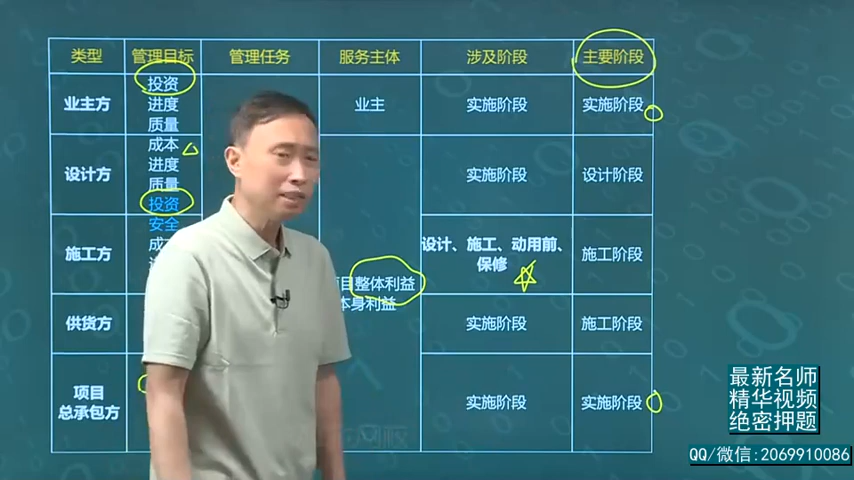 类型 管理目标 管理任务 服务主体 涉及阶段 主要阶段
业主方 投资 进度 质量 业主 实施阶段 实施阶段
设计方 成本 进度 质量 投资 实施阶段 设计阶段
施工方 安全 设计、施工、动用前、 施工阶段
保修
目整体利益
本身利益
供货方 实施阶段 施工阶段
项目
总承包方 实施阶段 实施阶段
最新名师
精华视频
绝密押题
QQ/微信:2069910086